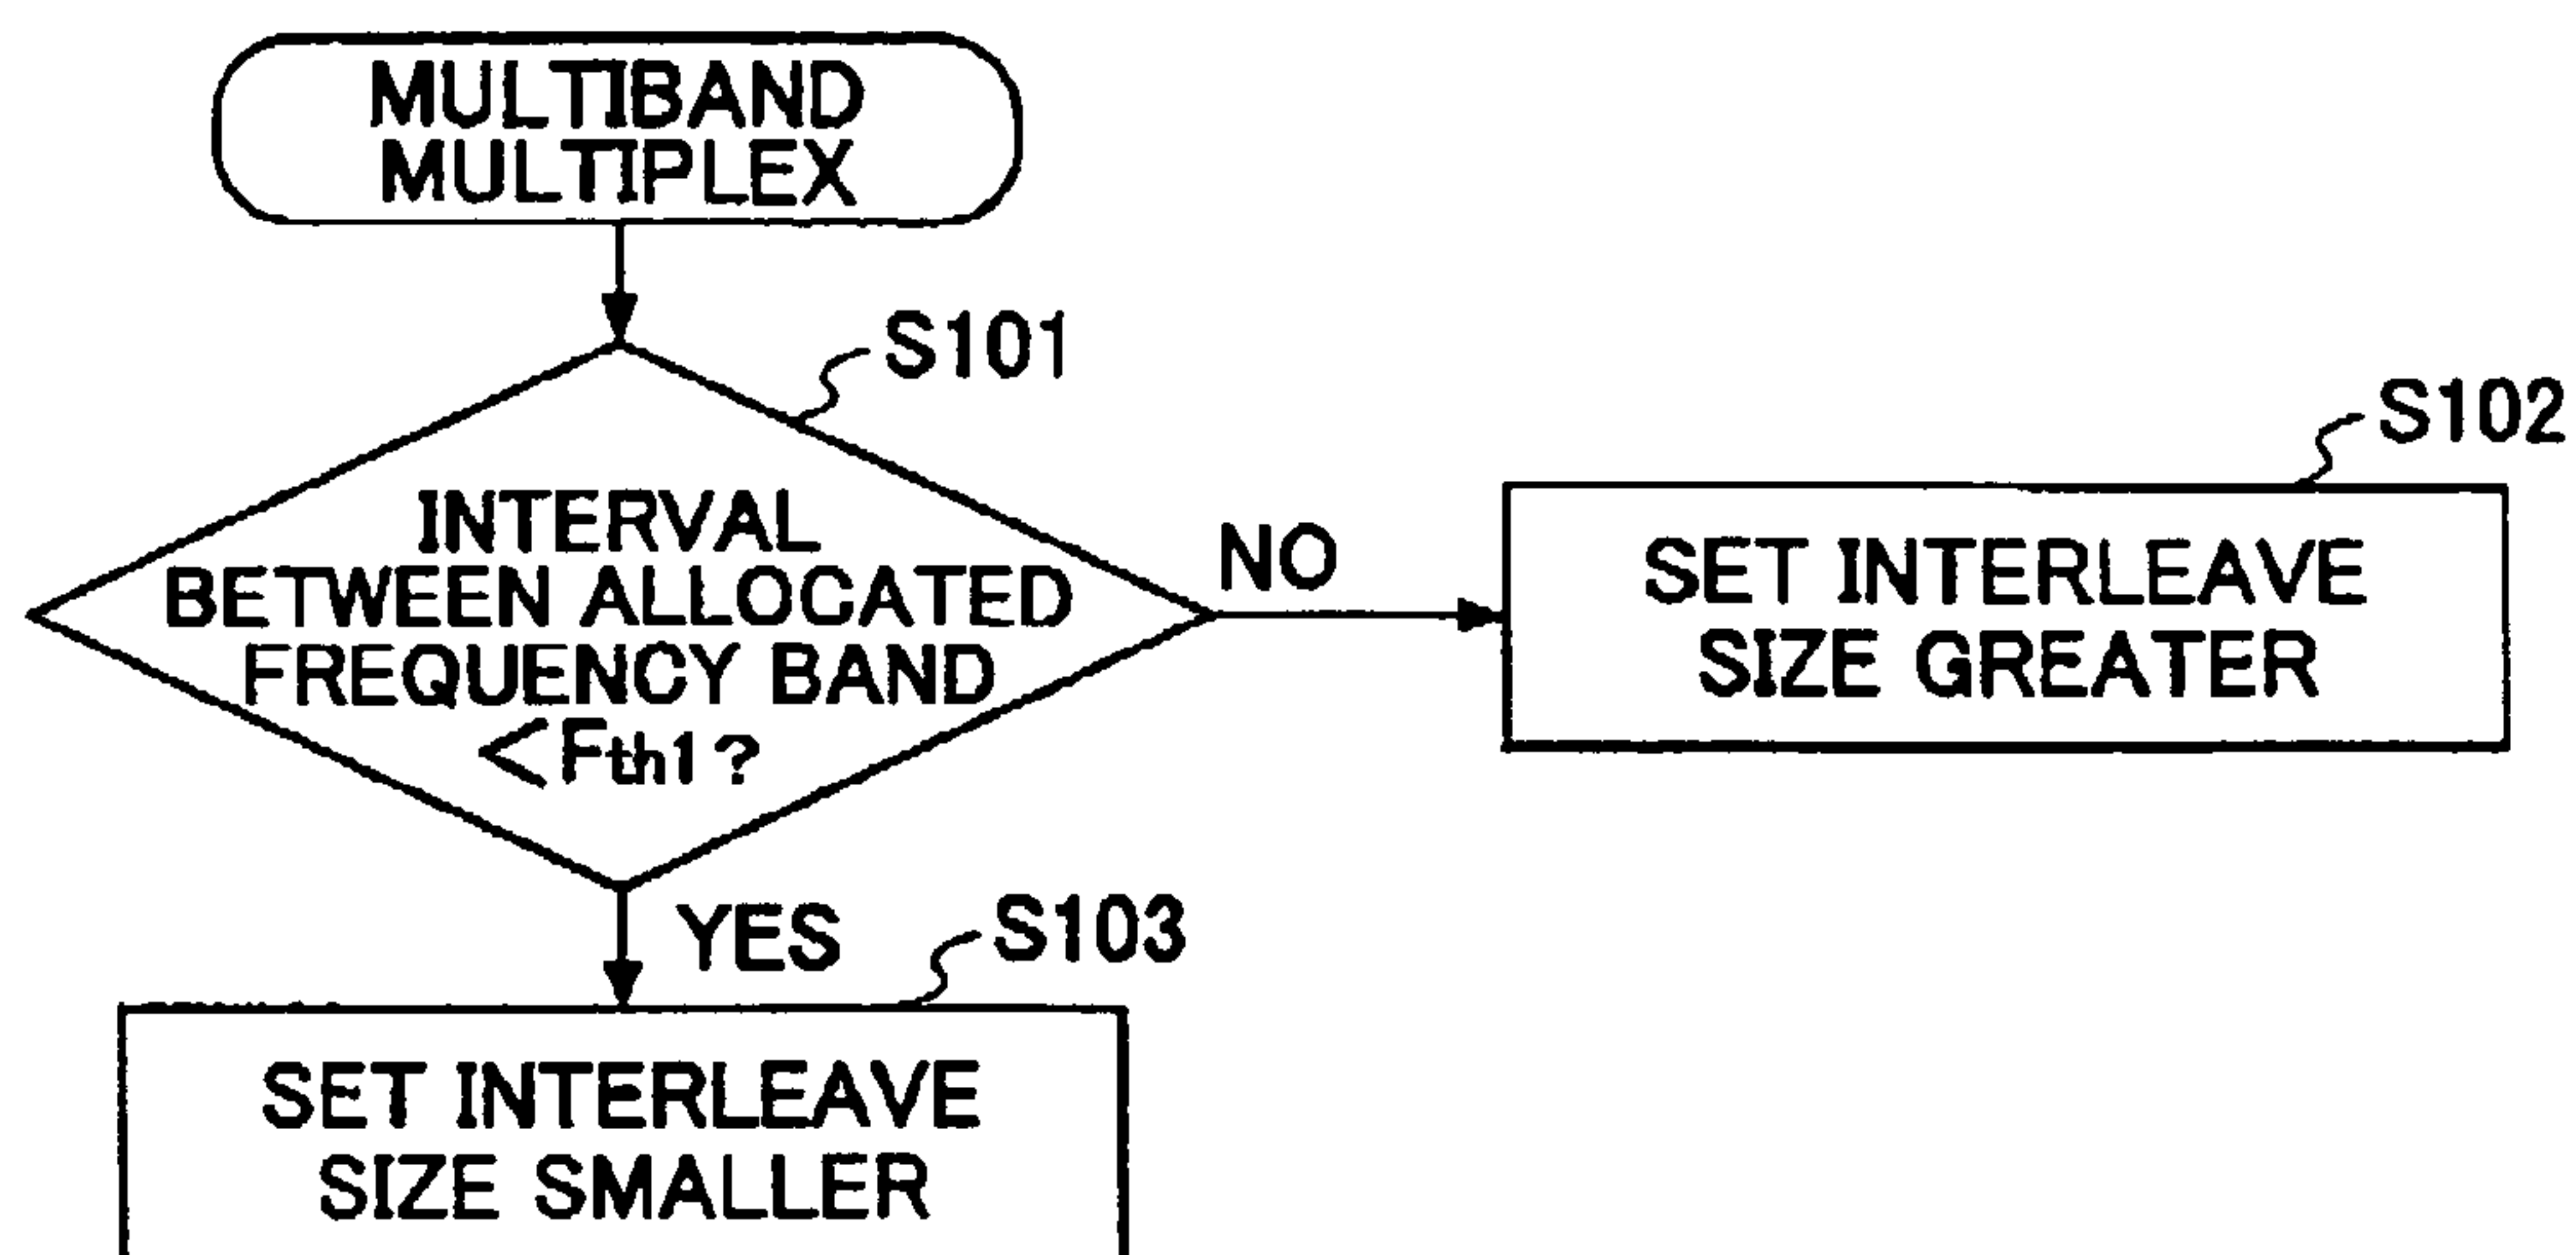 MULTIBAND
MULTIPLEX
S101
INTERVAL
BETWEEN ALLOCATED
FREQUENCY BAND
<Fth1?
NO
S102
SET INTERLEAVE
SIZE GREATER
YES
S103
SET INTERLEAVE
SIZE SMALLER